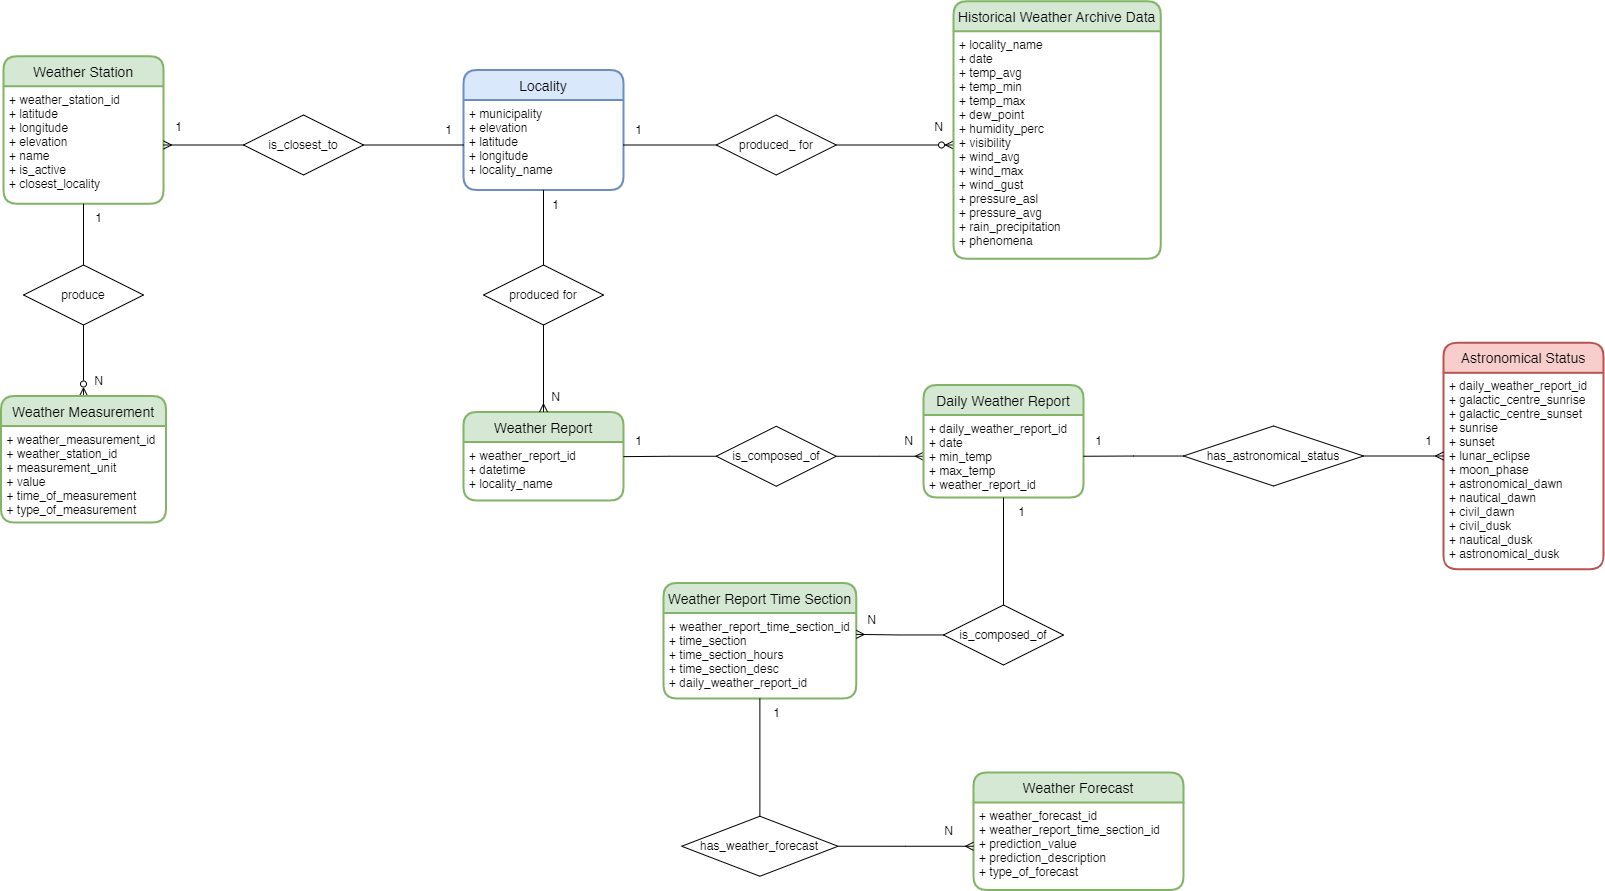 Historical Weather Archive Data
+ locality_name
+ date
+ temp_avg
+ temp_min
+ temp_max
+ dew_point
+ humidity_perc
+ visibility
+ wind_avg
+ wind_max
+ wind_gust
+ pressure_asl
+ pressure_avg
+ rain_precipitation
+ phenomena
Weather Station
+ weather_station_id
+ latitude
+ longitude
+ elevation
+ name
+ is_active
+ closest_locality
1
is_closest_to
1
Locality
+ municipality
+ elevation
+ latitude
+ longitude
+ locality_name
1
produced_ for
N
1
produce
N
1
produced for
N
Weather Measurement
+ weather_measurement_id
+ weather_station_id
+ measurement_unit
+ value
+ time_of_measurement
+ type_of_measurement
Weather Report
+ weather_report_id
+ datetime
+ locality_name
1
is_composed_of
N
Daily Weather Report
+ daily_weather_report_id
+ date
+ min_temp
+ max_temp
+ weather_report_id
1
has_astronomical_status
1
Astronomical Status
+ daily_weather_report_id
+ galactic_centre_sunrise
+ galactic_centre_sunset
+ sunrise
+ sunset
+ lunar_eclipse
+ moon_phase
+ astronomical_dawn
+ nautical_dawn
+ civil_dawn
+ civil_dusk
+ nautical_dusk
+ astronomical_dusk
1
is_composed_of
N
Weather Report Time Section
+ weather_report_time_section_id
+ time_section
+ time_section_hours
+ time_section_desc
+ daily_weather_report_id
1
has_weather_forecast
N
Weather Forecast
+ weather_forecast_id
+ weather_report_time_section_id
+ prediction_value
+ prediction_description
+ type_of_forecast